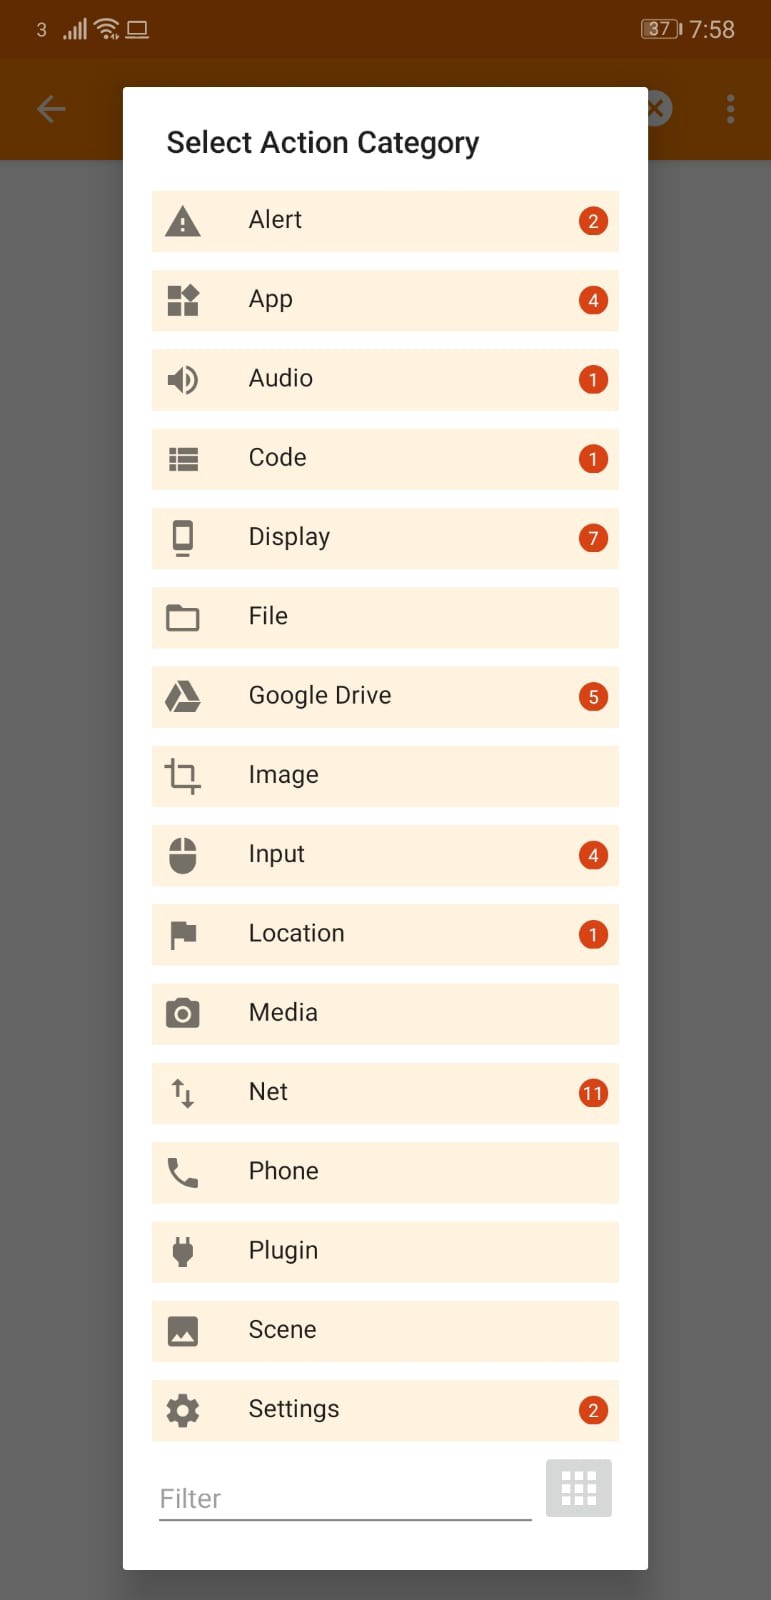 3 37 7:58
Select Action Category
Alert 2
App 4
Audio 1
Code 1
Display 7
File
Google Drive 5
Image
Input 4
Location 1
Media
Net 11
Phone
Plugin
Scene
Settings 2
Filter